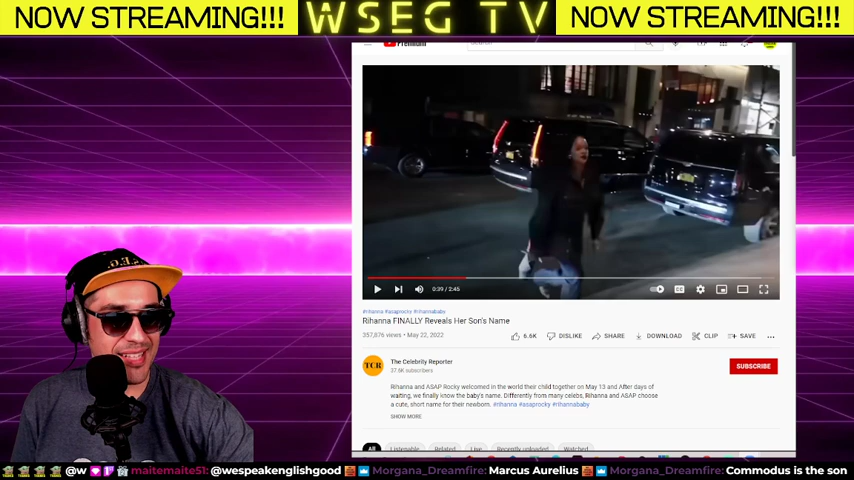 NOW STREAMING!!! WSEG TV NOW STREAMING!!!
Premium
Search
0:39 / 2:45
#rihanna #asaprocky #rihannababy
Rihanna FINALLY Reveals Her Son's Name
357,876 views • May 22, 2022
6.6K DISLIKE SHARE DOWNLOAD CLIP SAVE ...
TCR
The Celebrity Reporter
37.6K subscribers
SUBSCRIBE
Rihanna and ASAP Rocky welcomed in the world their child together on May 13 and After days of
waiting, we finally know the baby's name. Differently from many celebs, Rihanna and ASAP choose
a cute, short name for their newborn. #rihanna #asaprocky #rihannababy
SHOW MORE
All Listenable Related Live Recently uploaded Watched
@w maitemaite51: @wespeakenglishgood Morgana_Dreamfire: Marcus Aurelius Morgana_Dreamfire: Commodus is the son